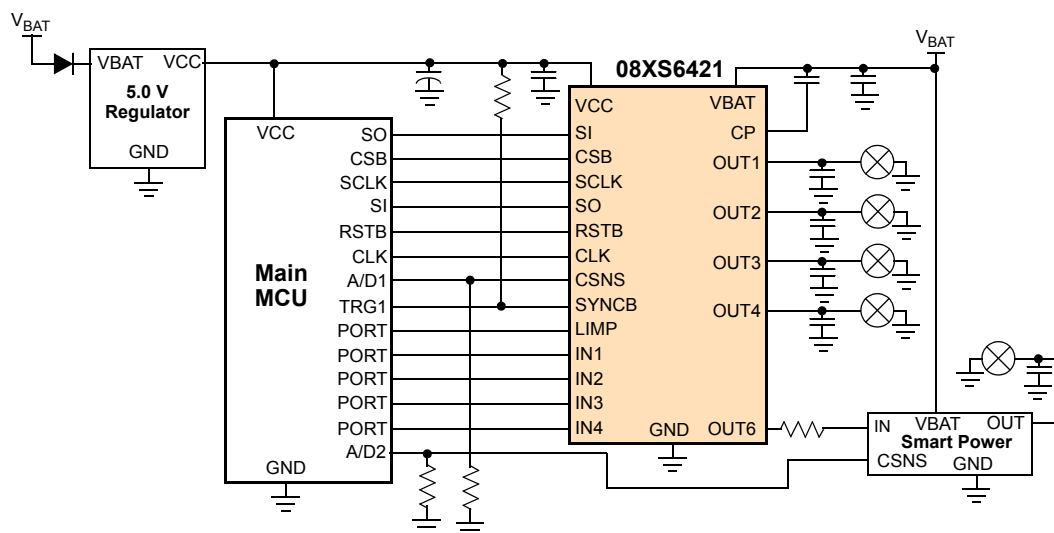 VBAT
VBAT VCC
5.0 V
Regulator
GND
VCC
SO
CSB
SCLK
SI
RSTB
CLK
A/D1
TRG1
PORT
PORT
PORT
PORT
PORT
A/D2
Main
MCU
GND
08XS6421
VCC
SI
CSB
SCLK
SO
RSTB
CLK
CSNS
SYNCB
LIMP
IN1
IN2
IN3
IN4
VBAT
CP
OUT1
OUT2
OUT3
OUT4
GND OUT6
VBAT
IN VBAT OUT
Smart Power
CSNS GND